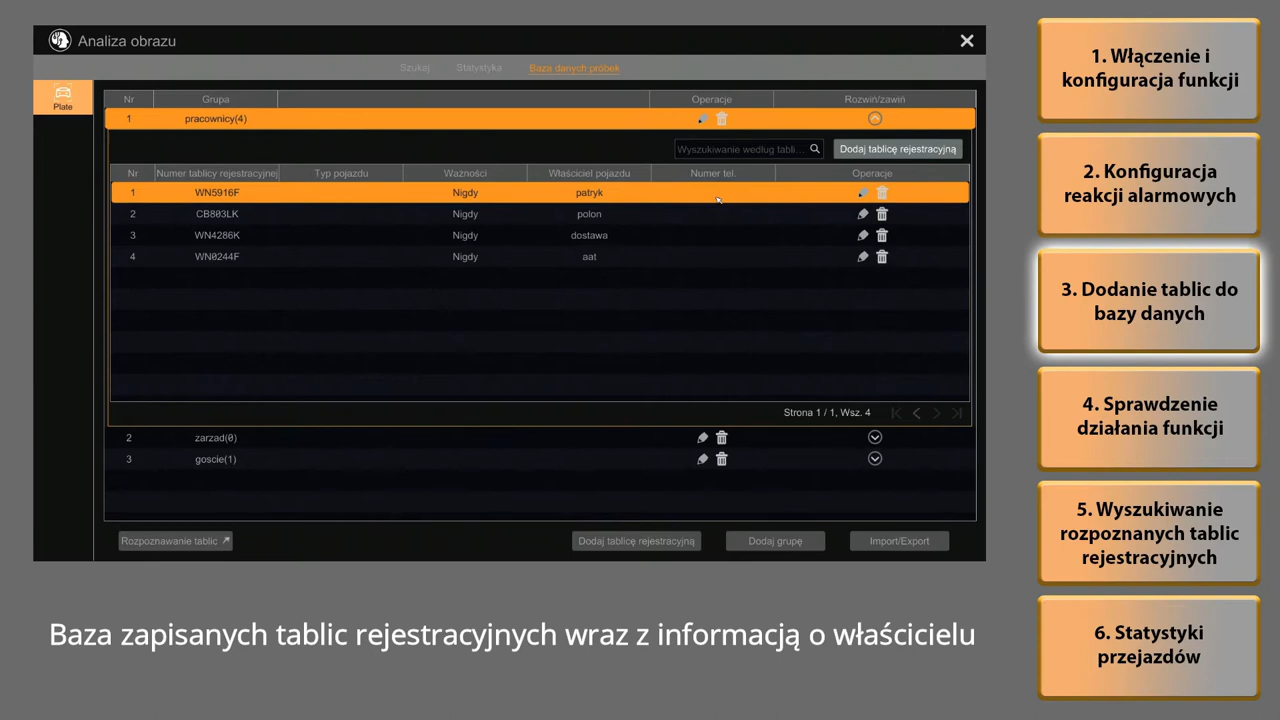 Analiza obrazu
Szukaj Statystyka Baza danych próbek
Plate
Nr Grupa Operacje Rozwiń/zawiń
1 pracownicy(4)
Wyszukiwanie według tabli... Dodaj tablicę rejestracyjną
Nr Numer tablicy rejestracyjnej Typ pojazdu Ważności Właściciel pojazdu Numer tel. Operacje
1 WN5916F Nigdy patryk
2 CB803LK Nigdy polon
3 WN4286K Nigdy dostawa
4 WN0244F Nigdy aat
Strona 1 / 1, Wsz. 4
2 zarzad(0)
3 goscie(1)
Rozpoznawanie tablic Dodaj tablicę rejestracyjną Dodaj grupę Import/Export
Baza zapisanych tablic rejestracyjnych wraz z informacją o właścicielu
1. Włączenie i
konfiguracja funkcji
2. Konfiguracja
reakcji alarmowych
3. Dodanie tablic do
bazy danych
4. Sprawdzenie
działania funkcji
5. Wyszukiwanie
rozpoznanych tablic
rejestracyjnych
6. Statystyki
przejazdów